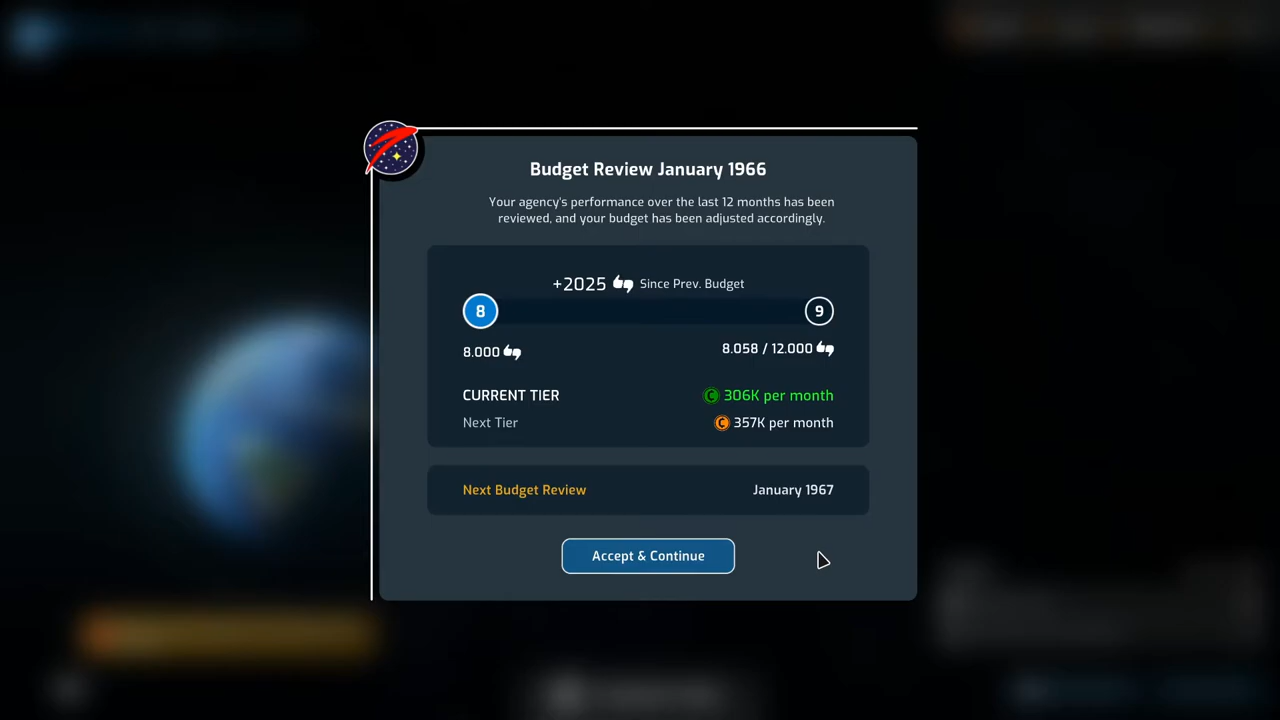 Budget Review January 1966
Your agency's performance over the last 12 months has been
reviewed, and your budget has been adjusted accordingly.
+2025 Since Prev. Budget
8 9
8.000 8.058 / 12.000
CURRENT TIER 306K per month
Next Tier 357K per month
Next Budget Review January 1967
Accept & Continue